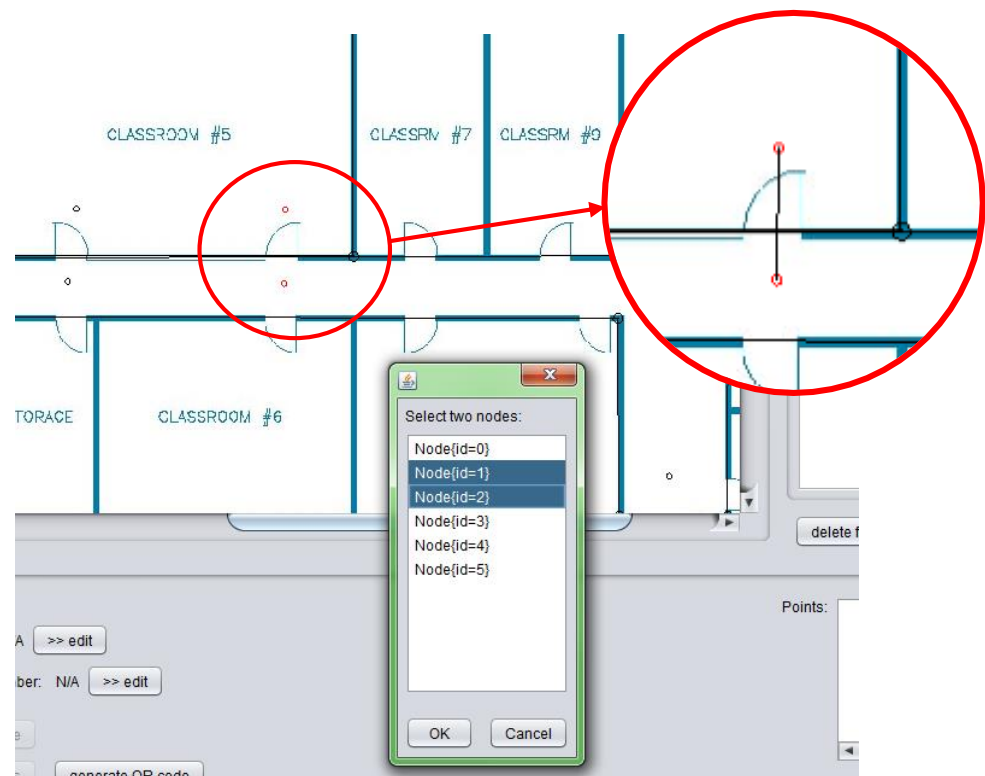 CLASSROOM #5
CLASSRM #7
CLASSRM #9
TORAGE
CLASSROOM #6
Select two nodes:
Node{id=0}
Node{id=1}
Node{id=2}
Node{id=3}
Node{id=4}
Node{id=5}
OK
Cancel
delete f
Points:
A
>> edit
ber: N/A
>> edit
e
s
generate QR code